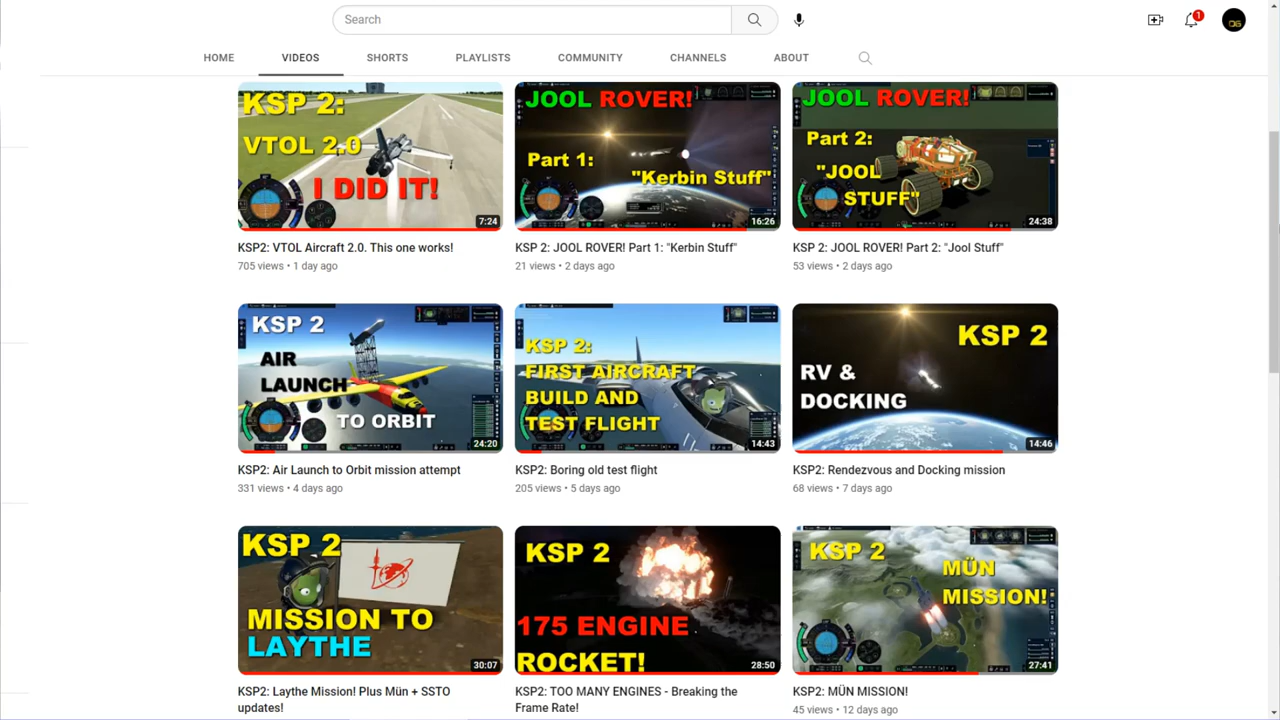 Search
1
DG
HOME
VIDEOS
SHORTS
PLAYLISTS
COMMUNITY
CHANNELS
ABOUT
KSP 2:
VTOL 2.0
I DID IT!
7:24
KSP2: VTOL Aircraft 2.0. This one works!
705 views • 1 day ago
JOOL ROVER!
Part 1:
"Kerbin Stuff"
16:26
KSP 2: JOOL ROVER! Part 1: "Kerbin Stuff"
21 views • 2 days ago
JOOL ROVER!
Part 2:
"JOOL
STUFF"
24:38
KSP 2: JOOL ROVER! Part 2: "Jool Stuff"
53 views • 2 days ago
KSP 2
AIR
LAUNCH
TO ORBIT
24:20
KSP2: Air Launch to Orbit mission attempt
331 views • 4 days ago
KSP 2:
FIRST AIRCRAFT
BUILD AND
TEST FLIGHT
14:43
KSP2: Boring old test flight
205 views • 5 days ago
KSP 2
RV &
DOCKING
14:46
KSP2: Rendezvous and Docking mission
68 views • 7 days ago
KSP 2
MISSION TO
LAYTHE
30:07
KSP2: Laythe Mission! Plus Mün + SSTO
updates!
KSP 2
175 ENGINE
ROCKET!
28:50
KSP2: TOO MANY ENGINES - Breaking the
Frame Rate!
KSP 2
MÜN
MISSION!
27:41
KSP2: MÜN MISSION!
45 views • 12 days ago